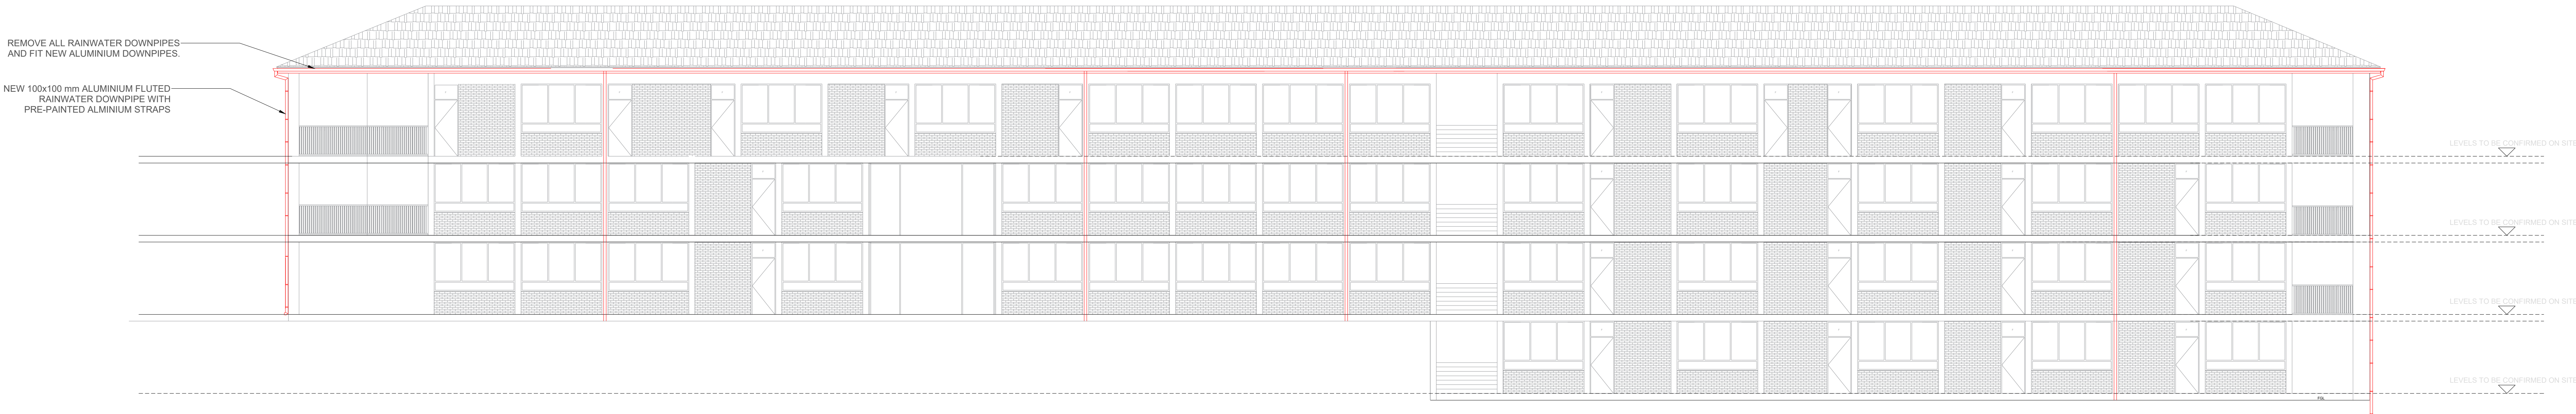 REMOVE ALL RAINWATER DOWNPIPES
AND FIT NEW ALUMINIUM DOWNPIPES.
NEW 100x100 mm ALUMINIUM FLUTED
RAINWATER DOWNPIPE WITH
PRE-PAINTED ALMINIUM STRAPS
LEVELS TO BE CONFIRMED ON SITE
LEVELS TO BE CONFIRMED ON SITE
LEVELS TO BE CONFIRMED ON SITE
LEVELS TO BE CONFIRMED ON SITE
FGL